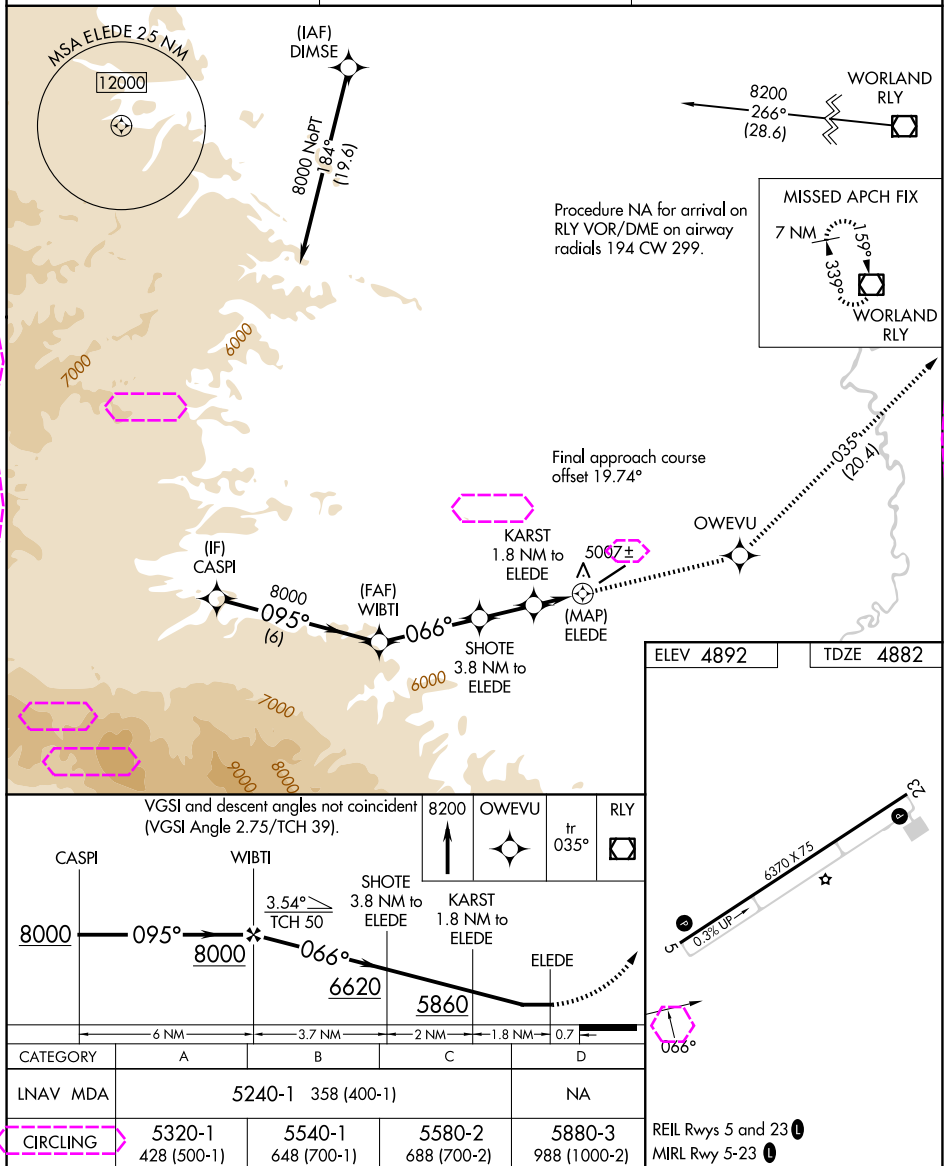 MSA ELEDE 25 NM
12000
(IAF)
DIMSE
8000 NoPT
184°
(19.6)
8200
266°
(28.6)
WORLAND
RLY
Procedure NA for arrival on
RLY VOR/DME on airway
radials 194 CW 299.
MISSED APCH FIX
7 NM
159°
339°
WORLAND
RLY
6000
7000
035°
(20.4)
Final approach course
offset 19.74°
OWEVU
KARST
1.8 NM to
ELEDE
5007±
(IF)
CASPI
8000
095°
(6)
(FAF)
WIBTI
066°
(MAP)
ELEDE
SHOTE
3.8 NM to
ELEDE
6000
7000
9000
8000
ELEV 4892
TDZE 4882
23
6370 X 75
P
P
5
0.3% UP
066°
REIL Rwys 5 and 23 L
MIRL Rwy 5-23 L
VGSI and descent angles not coincident
(VGSI Angle 2.75/TCH 39).
8200
OWEVU
tr
035°
RLY
CASPI
WIBTI
3.54°
TCH 50
SHOTE
3.8 NM to
ELEDE
KARST
1.8 NM to
ELEDE
ELEDE
8000
095°
8000
066°
6620
5860
6 NM
3.7 NM
2 NM
1.8 NM
0.7
CATEGORY A B C D
LNAV MDA 5240-1 358 (400-1) NA
CIRCLING 5320-1 5540-1 5580-2 5880-3
428 (500-1) 648 (700-1) 688 (700-2) 988 (1000-2)